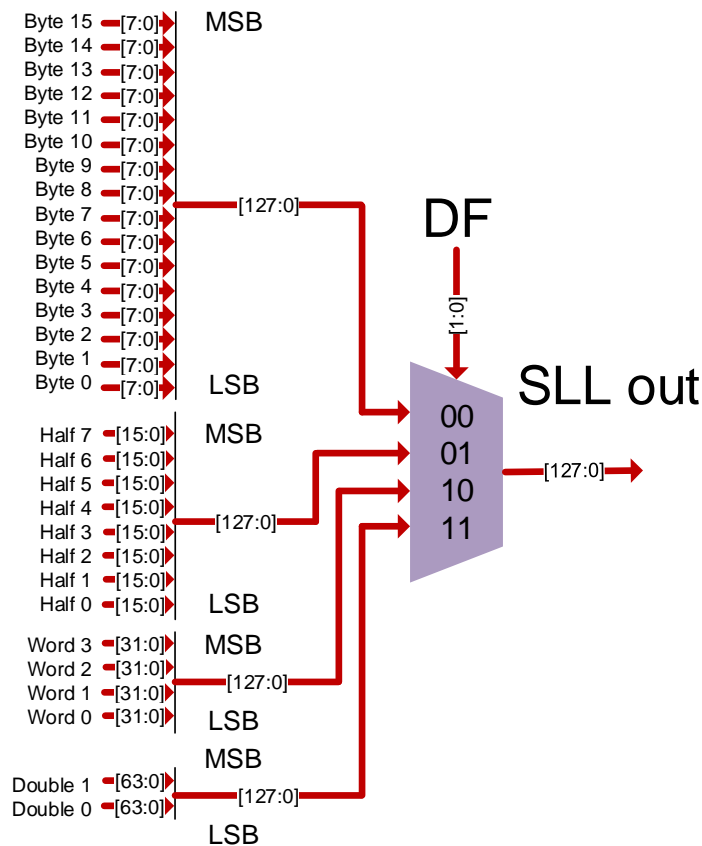 Byte 15 [7:0] MSB
Byte 14 [7:0]
Byte 13 [7:0]
Byte 12 [7:0]
Byte 11 [7:0]
Byte 10 [7:0]
Byte 9 [7:0]
Byte 8 [7:0]
[127:0]
Byte 7 [7:0]
Byte 6 [7:0]
Byte 5 [7:0]
Byte 4 [7:0]
Byte 3 [7:0]
Byte 2 [7:0]
Byte 1 [7:0]
Byte 0 [7:0] LSB
DF
[1:0]
Half 7 [15:0] MSB
Half 6 [15:0]
Half 5 [15:0]
Half 4 [15:0]
[127:0]
Half 3 [15:0]
Half 2 [15:0]
Half 1 [15:0]
Half 0 [15:0] LSB
Word 3 [31:0] MSB
Word 2 [31:0]
[127:0]
Word 1 [31:0]
Word 0 [31:0] LSB
MSB
Double 1 [63:0]
[127:0]
Double 0 [63:0]
LSB
00
01
10
11
SLL out
[127:0]